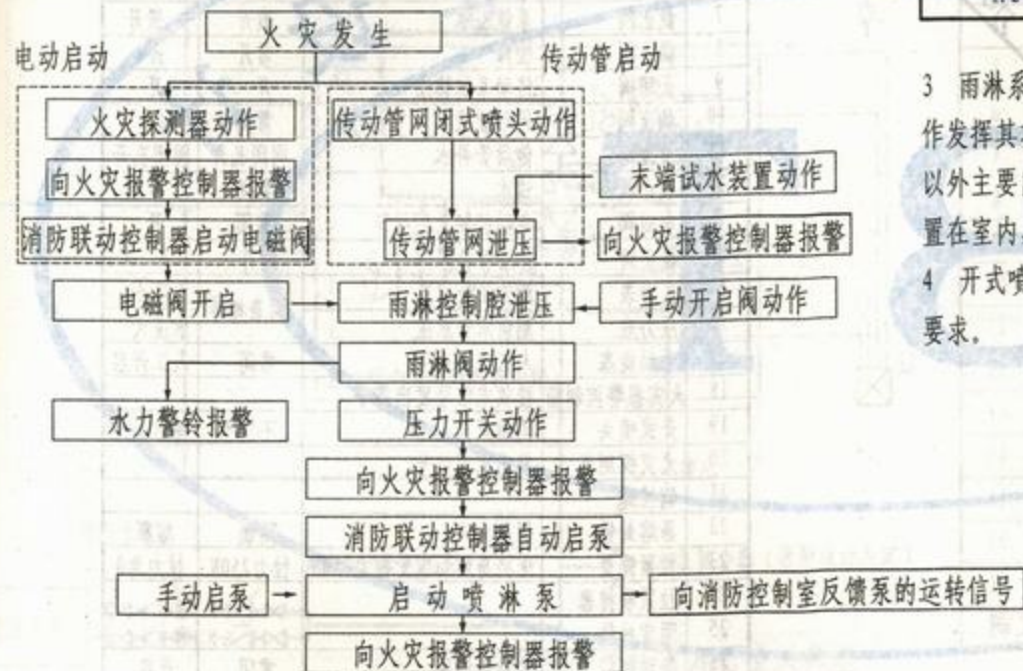 火灾发生
电动启动
传动管启动
火灾探测器动作
传动管网闭式喷头动作
向火灾报警控制器报警
末端试水装置动作
消防联动控制器启动电磁阀
传动管网泄压
向火灾报警控制器报警
电磁阀开启
雨淋控制腔泄压
手动开启阀动作
雨淋阀动作
水力警铃报警
压力开关动作
向火灾报警控制器报警
消防联动控制器自动启泵
手动启泵
启动喷淋泵
向消防控制室反馈泵的运转信号
向火灾报警控制器报警
3 雨淋系
作发挥其
以外主要
置在室内
4 开式喷
要求。